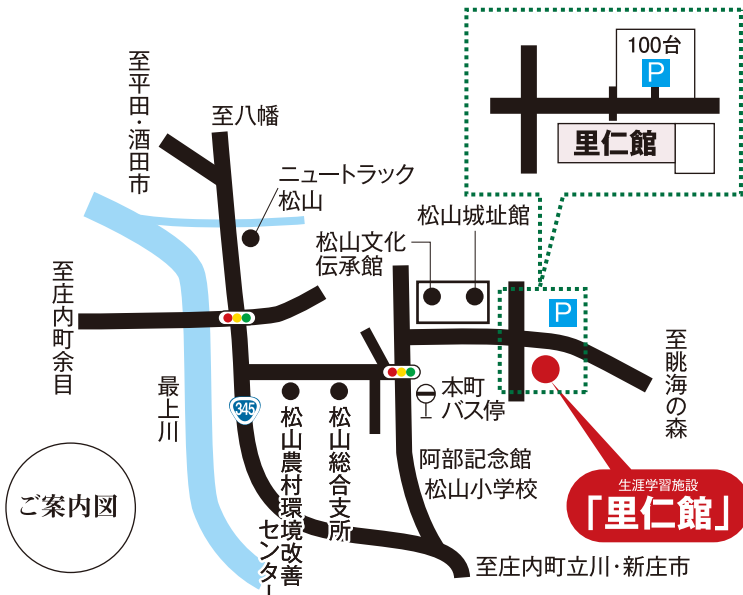 100台
P
里仁館
至平田・酒田市
至八幡
ニュートラック
松山
松山城址館
松山文化
伝承館
至庄内町余目
P
至眺海の森
最上川
345
本町
バス停
松山農村環境改善
センター
松山総合支所
阿部記念館
松山小学校
生涯学習施設
「里仁館」
ご案内図
至庄内町立川・新庄市